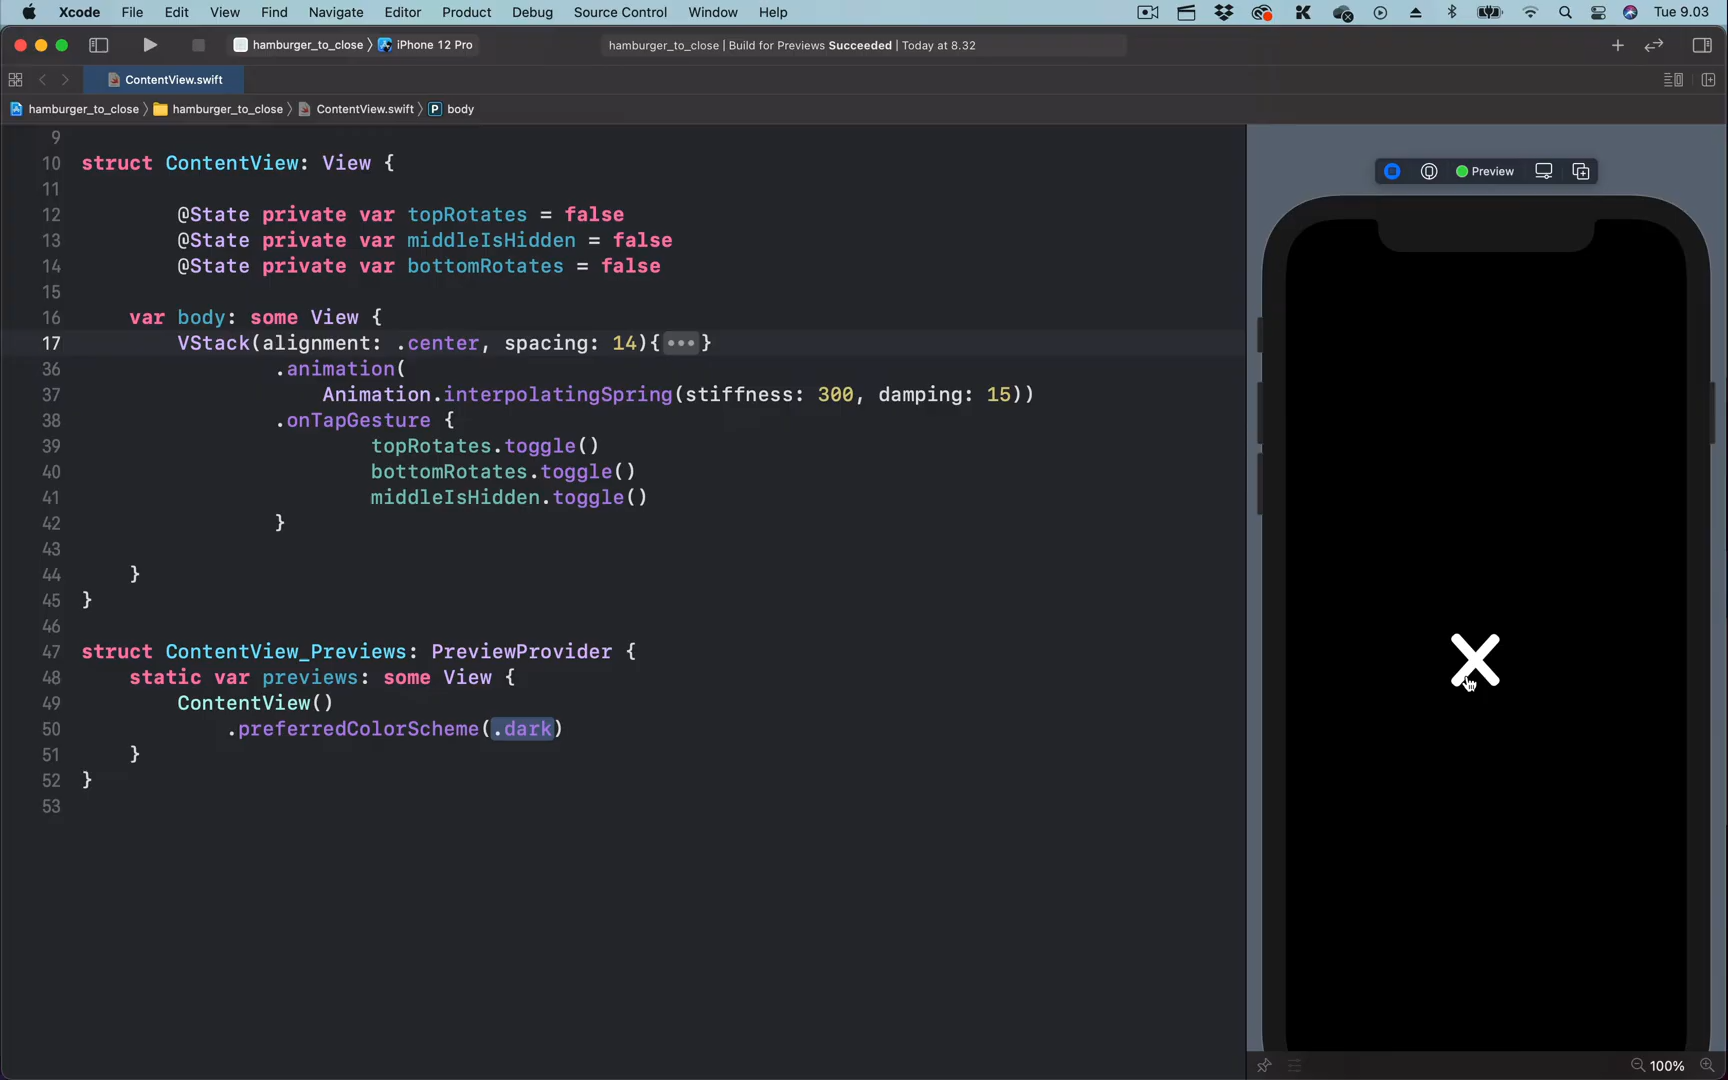 Xcode File Edit View Find Navigate Editor Product Debug Source Control Window Help Tue 9.03
hamburger_to_close iPhone 12 Pro hamburger_to_close | Build for Previews Succeeded | Today at 8.32
ContentView.swift
hamburger_to_close hamburger_to_close ContentView.swift P body
9
10 struct ContentView: View {
11
12 @State private var topRotates = false
13 @State private var middleIsHidden = false
14 @State private var bottomRotates = false
15
16 var body: some View {
17 VStack(alignment: .center, spacing: 14){•••}
36 .animation(
37 Animation.interpolatingSpring(stiffness: 300, damping: 15))
38 .onTapGesture {
39 topRotates.toggle()
40 bottomRotates.toggle()
41 middleIsHidden.toggle()
42 }
43
44 }
45 }
46
47 struct ContentView_Previews: PreviewProvider {
48 static var previews: some View {
49 ContentView()
50 .preferredColorScheme(.dark)
51 }
52 }
53
Preview
100%